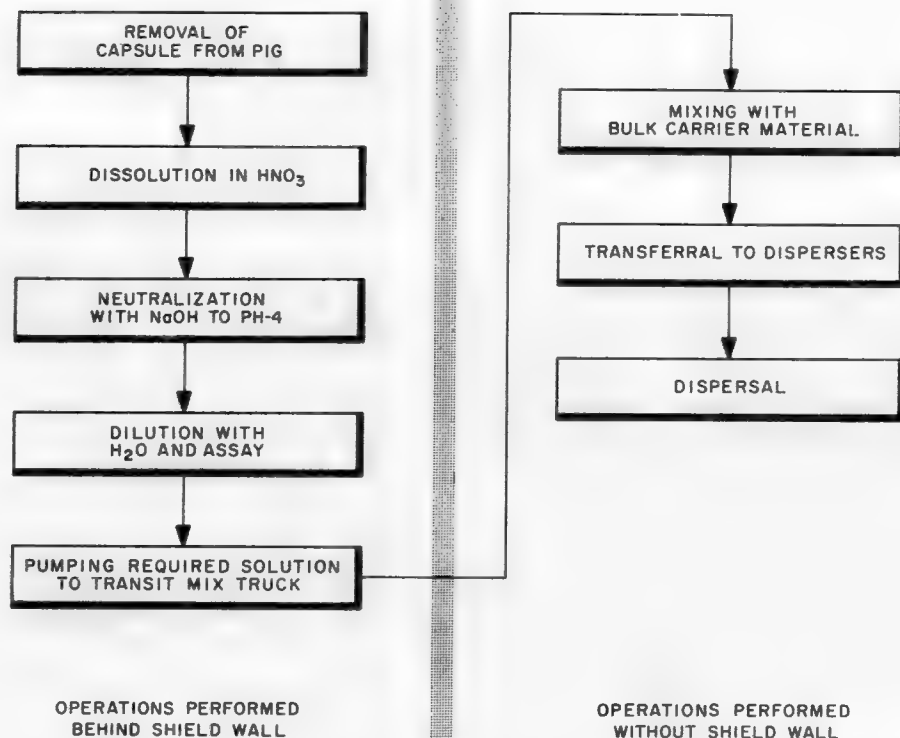 REMOVAL OF
CAPSULE FROM PIG
DISSOLUTION IN HNO3
NEUTRALIZATION
WITH NaOH TO PH-4
DILUTION WITH
H2O AND ASSAY
PUMPING REQUIRED SOLUTION
TO TRANSIT MIX TRUCK
OPERATIONS PERFORMED
BEHIND SHIELD WALL
MIXING WITH
BULK CARRIER MATERIAL
TRANSFERRAL TO DISPERSERS
DISPERSAL
OPERATIONS PERFORMED
WITHOUT SHIELD WALL